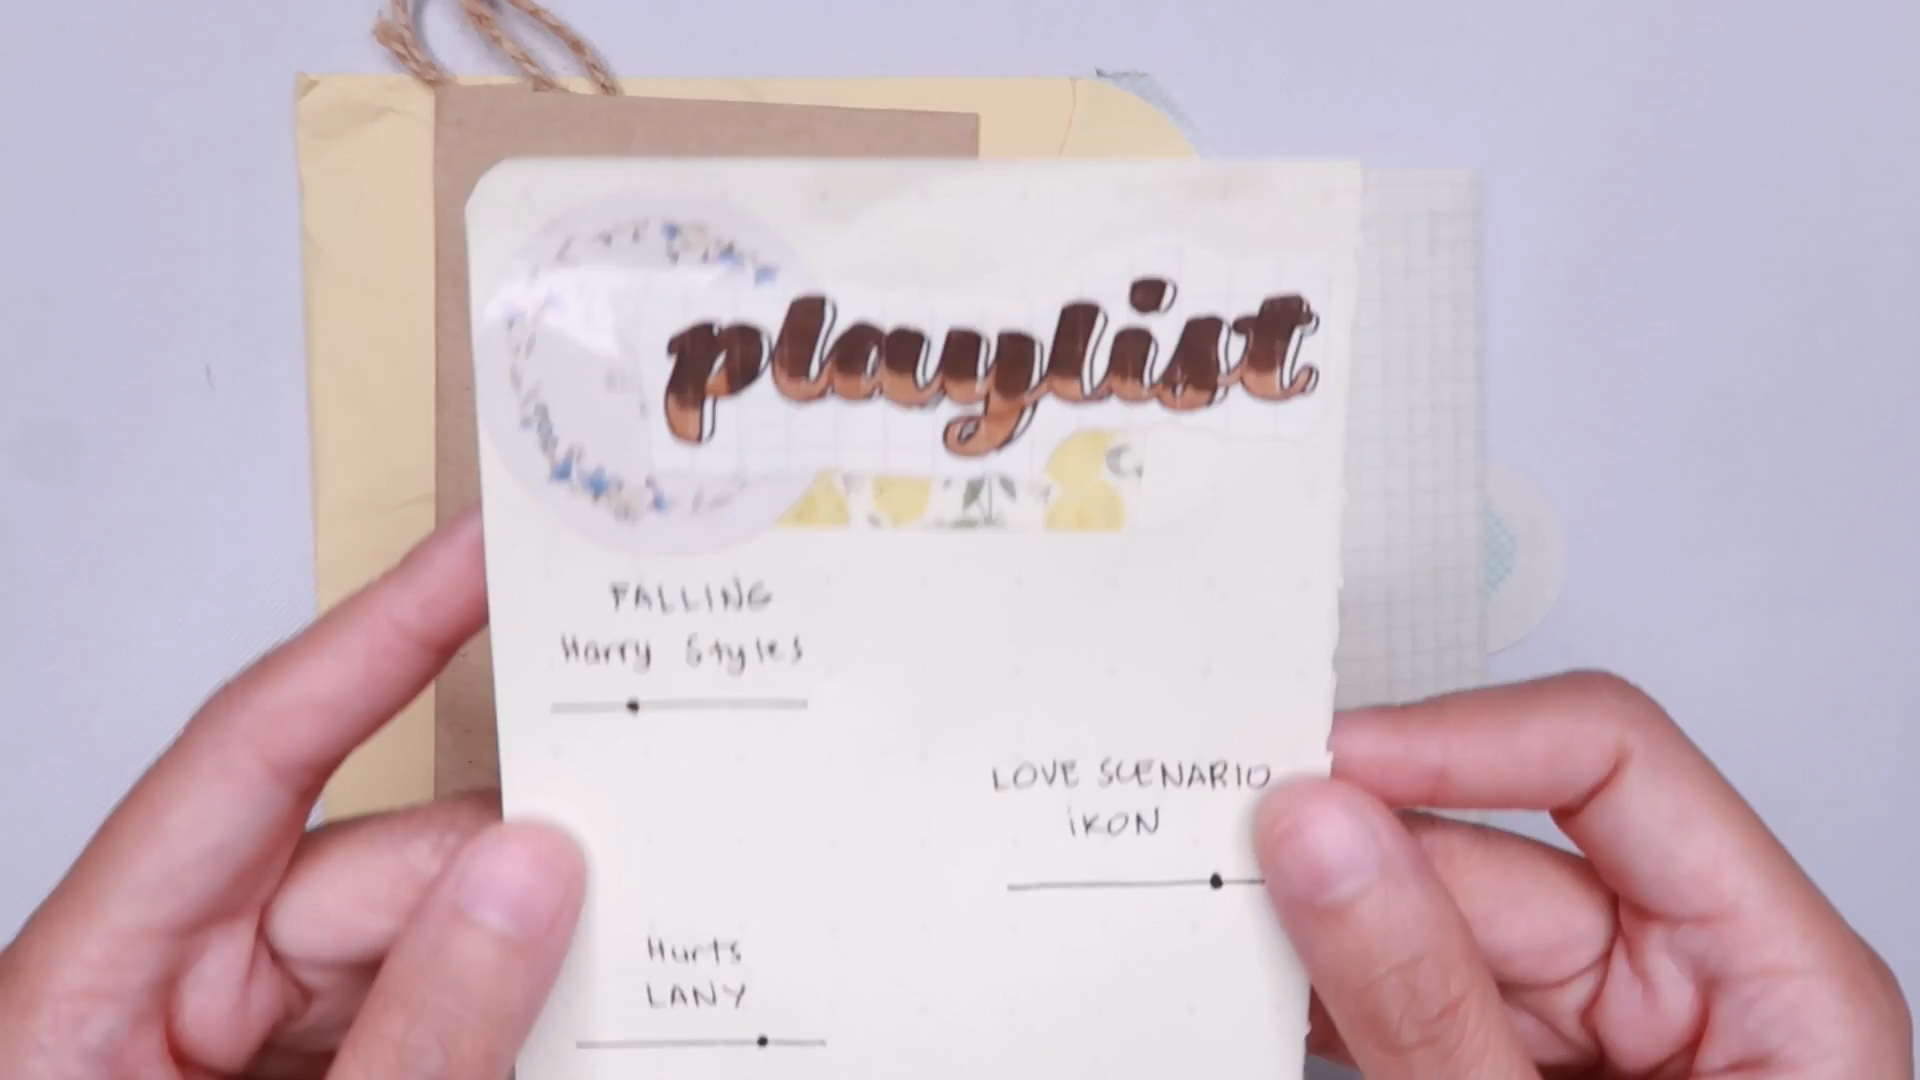 playlist
FALLING
Harry Styles
LOVE SCENARIO
iKON
Hurts
LANY